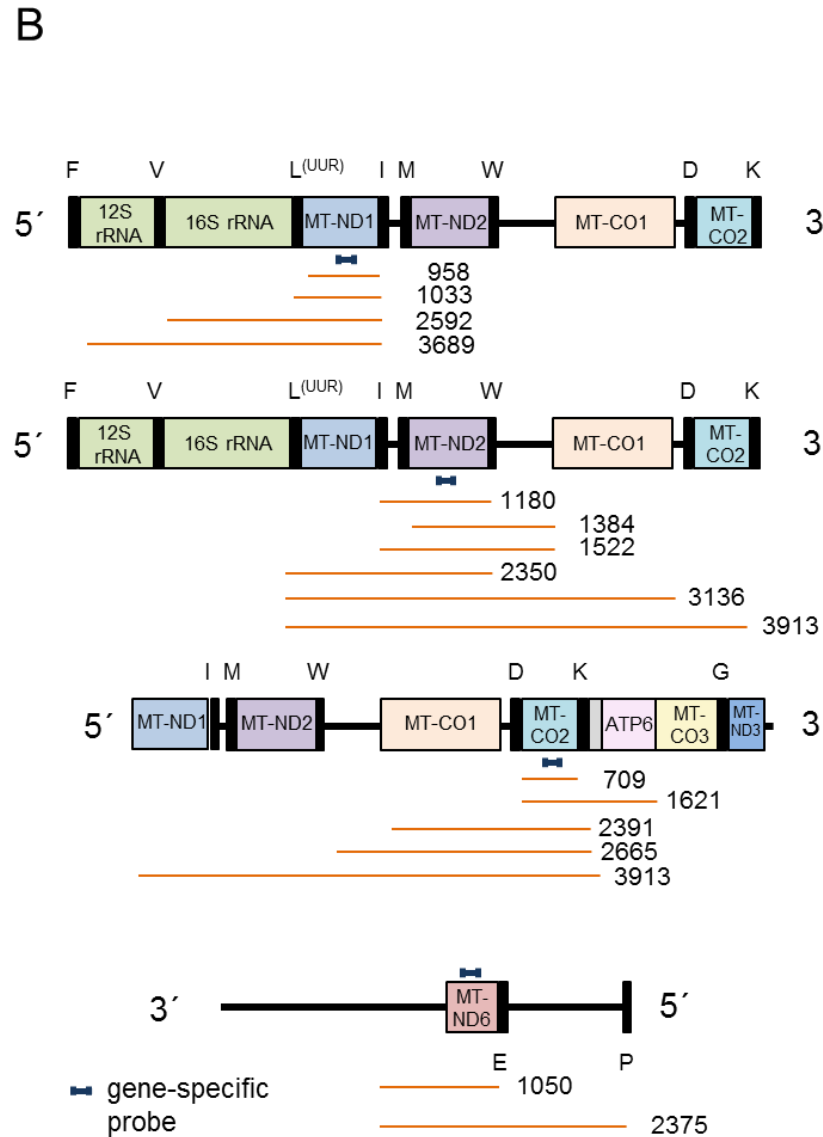 B
F V L(UUR) I M W D K
5´ 12S rRNA 16S rRNA MT-ND1 MT-ND2 MT-CO1 MT-CO2 3
958
1033
2592
3689
F V L(UUR) I M W D K
5´ 12S rRNA 16S rRNA MT-ND1 MT-ND2 MT-CO1 MT-CO2 3
1180
1384
1522
2350
3136
3913
I M W D K G
5´ MT-ND1 MT-ND2 MT-CO1 MT-CO2 ATP6 MT-CO3 MT-ND3 3
709
1621
2391
2665
3913
3´ MT-ND6 5´
E P
gene-specific
probe
1050
2375